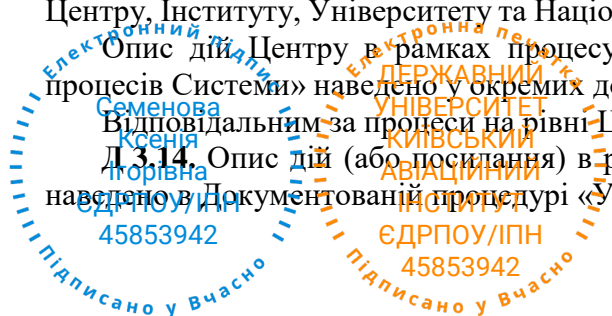 Центру, Інституту, Університету та Націо
Опис дій Центру в рамках процесу
процесів Системи» наведено у окремих до
Відповідальним за процеси на рівні Ц
Д 3.14. Опис дій (або посилання) в р
наведено в Документованій процедурі «У
Електронний підпис
Семенова
Ксенія
Ігорівна
ЄДРПОУ/ІПН
45853942
Підписано у Вчасно
Електронна печатка
ДЕРЖАВНИЙ
УНІВЕРСИТЕТ
КИЇВСЬКИЙ
АВІАЦІЙНИЙ
ІНСТИТУТ
ЄДРПОУ/ІПН
45853942
Підписано у Вчасно